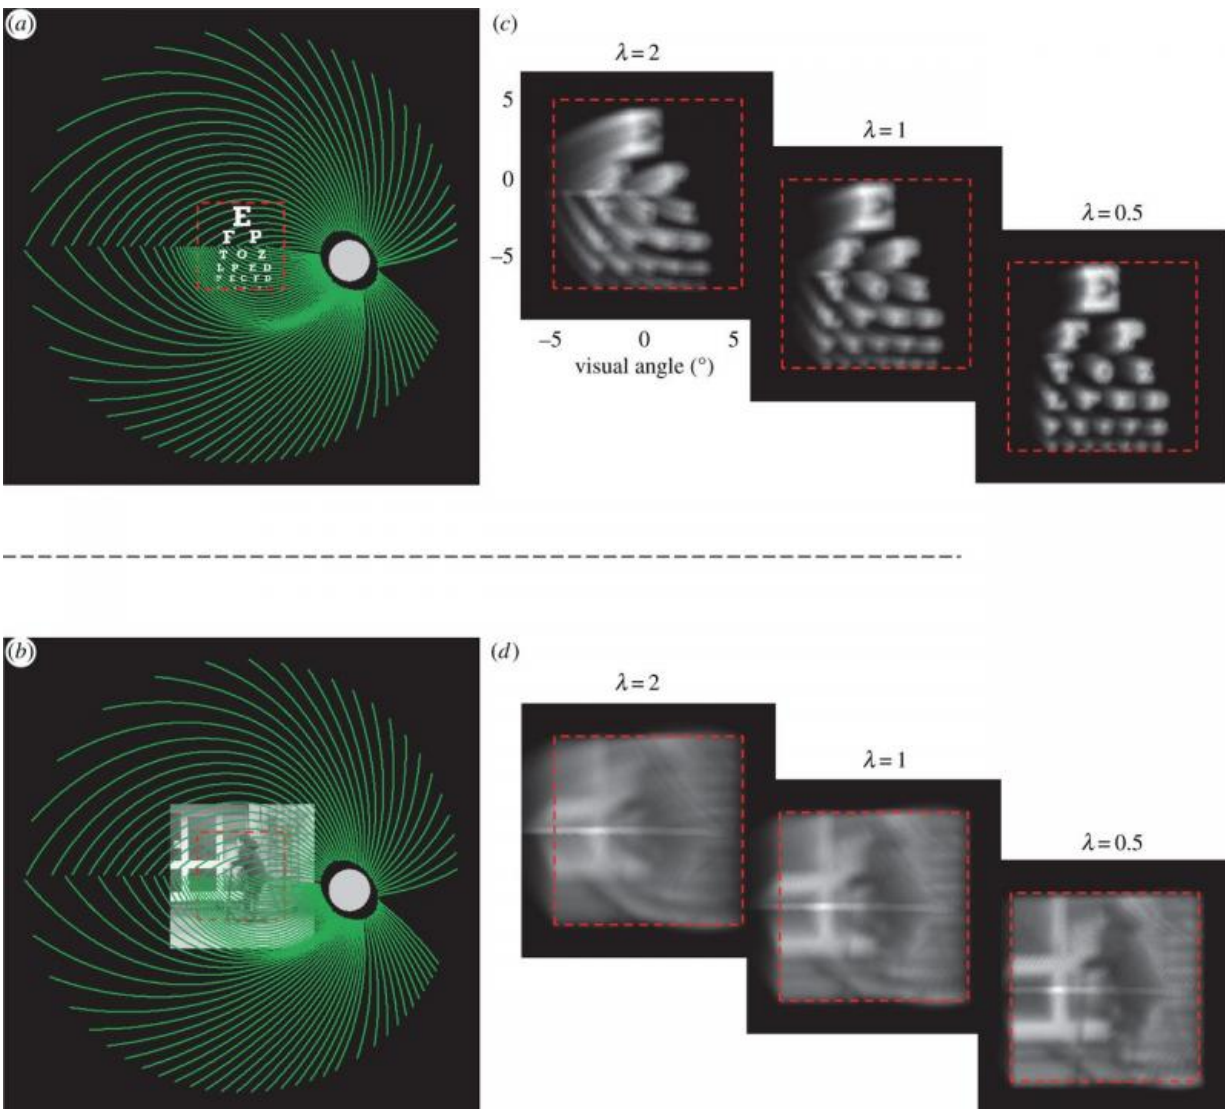 (a)
E
F P
T O Z
L P E D
P E C F D
(c)
λ = 2
5
0
−5
−5 0 5
visual angle (°)
λ = 1
λ = 0.5
(b)
(d)
λ = 2
λ = 1
λ = 0.5